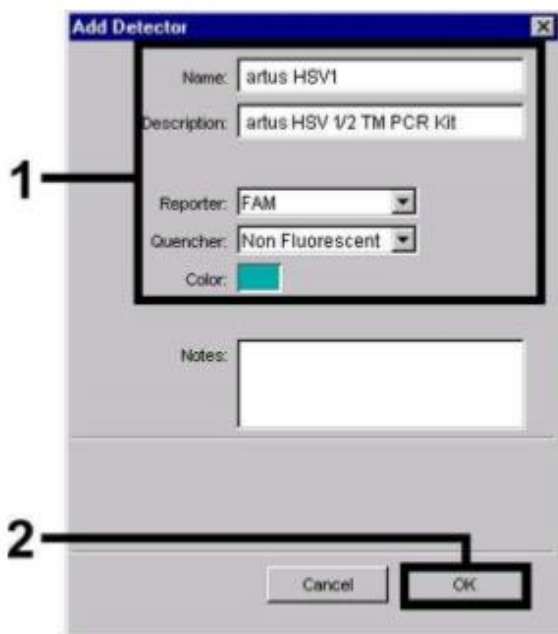 Add Detector
1
Name: artus HSV1
Description: artus HSV 1/2 TM PCR Kit
Reporter: FAM
Quencher: Non Fluorescent
Color:
Notes:
2
Cancel OK